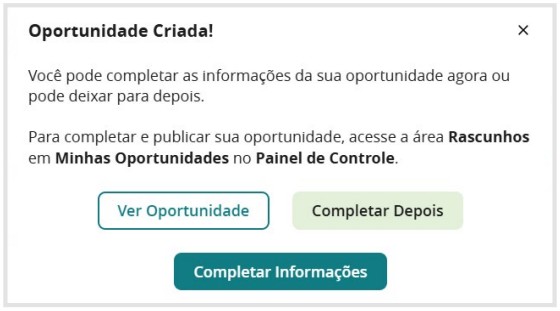 Oportunidade Criada!
Você pode completar as informações da sua oportunidade agora ou
pode deixar para depois.
Para completar e publicar sua oportunidade, acesse a área Rascunhos
em Minhas Oportunidades no Painel de Controle.
Ver Oportunidade
Completar Depois
Completar Informações